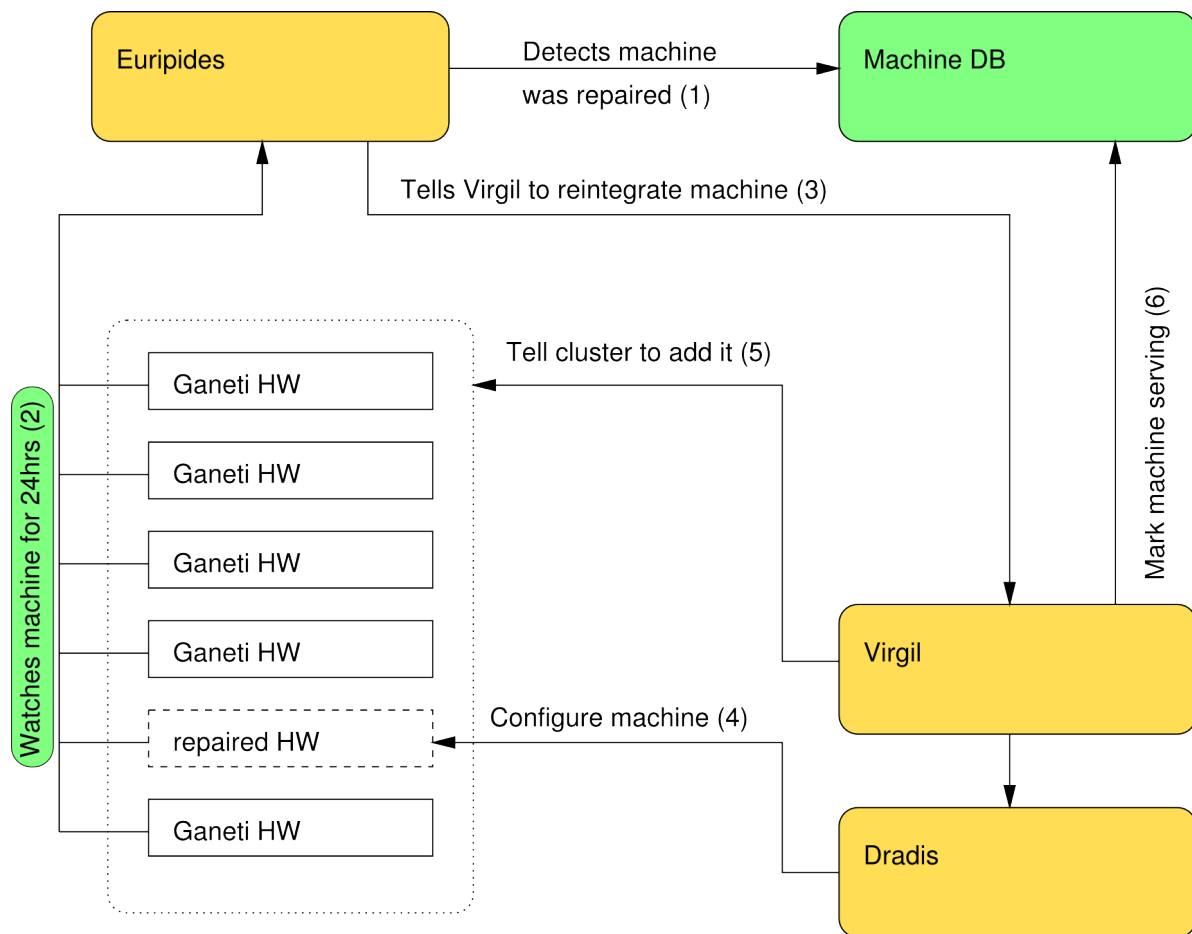 Euripides
Detects machine
was repaired (1)
Machine DB
Tells Virgil to reintegrate machine (3)
Mark machine serving (6)
Tell cluster to add it (5)
Ganeti HW
Watches machine for 24hrs (2)
Ganeti HW
Ganeti HW
Ganeti HW
Virgil
Configure machine (4)
repaired HW
Ganeti HW
Dradis